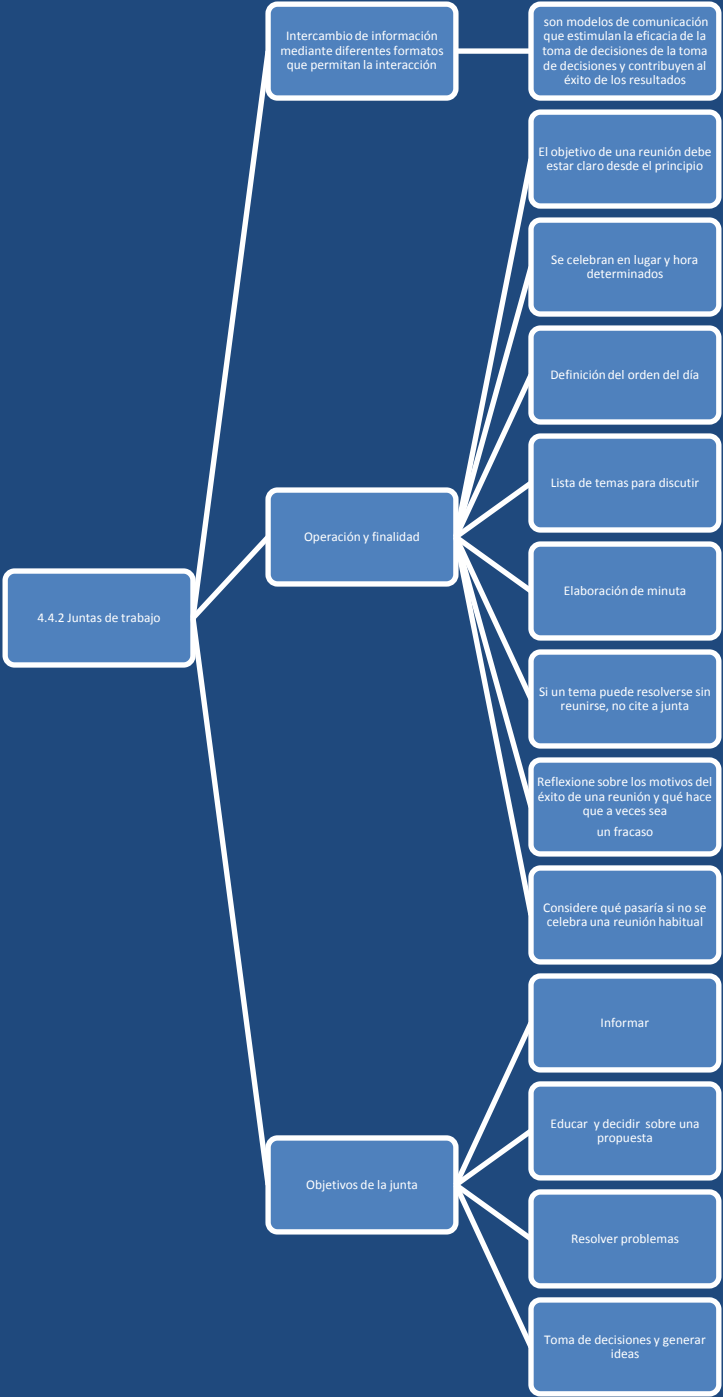 4.4.2 Juntas de trabajo
Intercambio de información
mediante diferentes formatos
que permitan la interacción
son modelos de comunicación
que estimulan la eficacia de la
toma de decisiones de la toma
de decisiones y contribuyen al
éxito de los resultados
Operación y finalidad
El objetivo de una reunión debe
estar claro desde el principio
Se celebran en lugar y hora
determinados
Definición del orden del día
Lista de temas para discutir
Elaboración de minuta
Si un tema puede resolverse sin
reunirse, no cite a junta
Reflexione sobre los motivos del
éxito de una reunión y qué hace
que a veces sea
un fracaso
Considere qué pasaría si no se
celebra una reunión habitual
Objetivos de la junta
Informar
Educar y decidir sobre una
propuesta
Resolver problemas
Toma de decisiones y generar
ideas